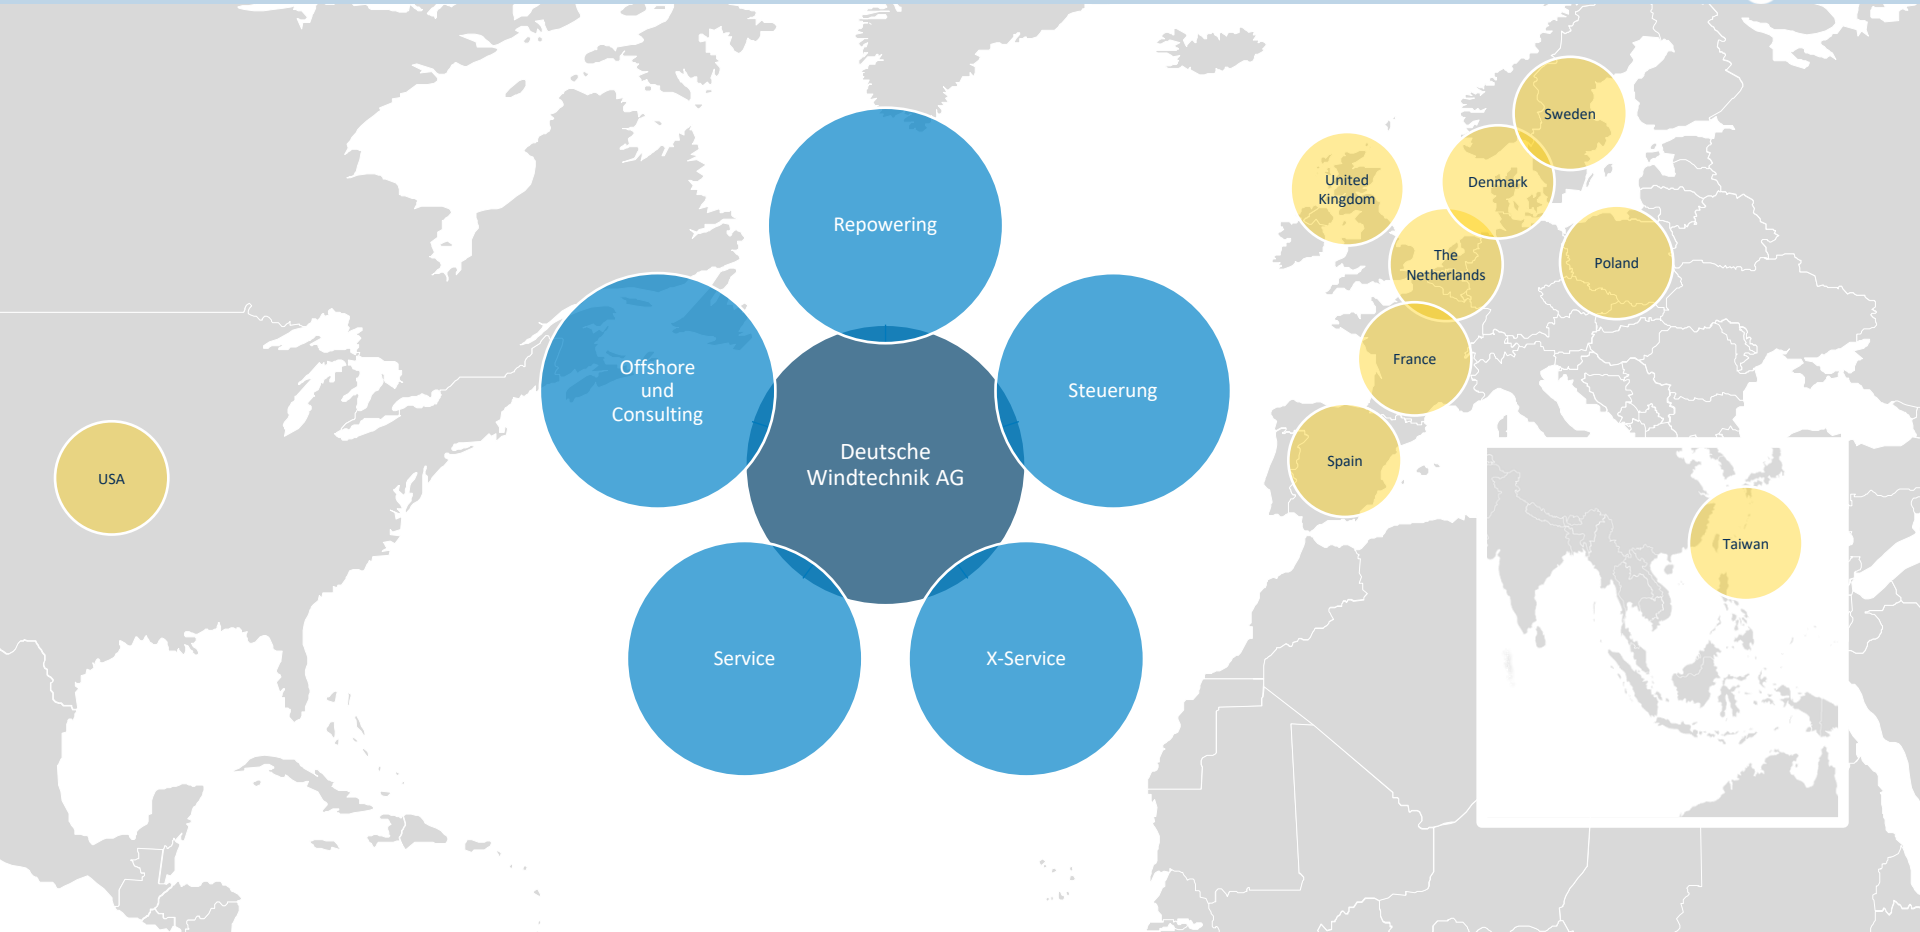 Sweden
United
Kingdom
Denmark
Repowering
The
Netherlands
Poland
Offshore
und
Consulting
Steuerung
France
Deutsche
Windtechnik AG
USA
Spain
Taiwan
Service
X-Service